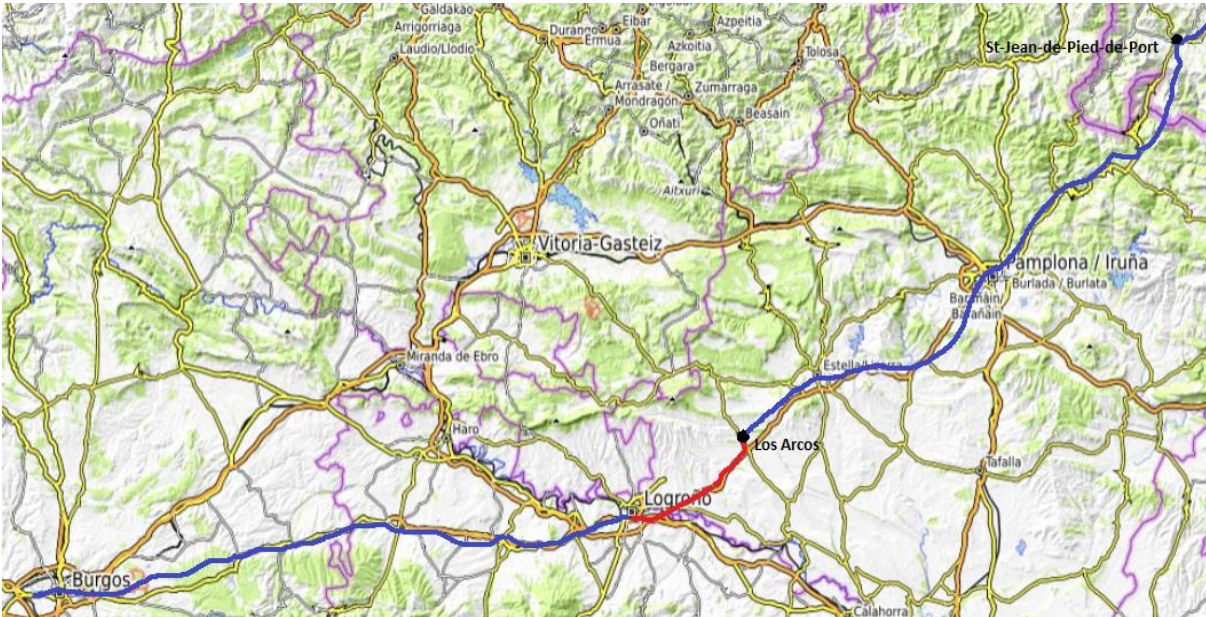 Galdakao
Arrigorriaga
Laudio/Llodio
Durango
Eibar
Ermua
Azpeitia
Azkoitia
Tolosa
Bergara
Arrasate /
Mondragón
Zumarraga
Beasain
Oñati
Aitxuri
St-Jean-de-Pied-de-Port
Vitoria-Gasteiz
Pamplona / Iruña
Burlada / Burlata
Barañáin/
Barañain
Miranda de Ebro
Haro
Los Arcos
Tafalla
Logroño
Burgos
Calahorra